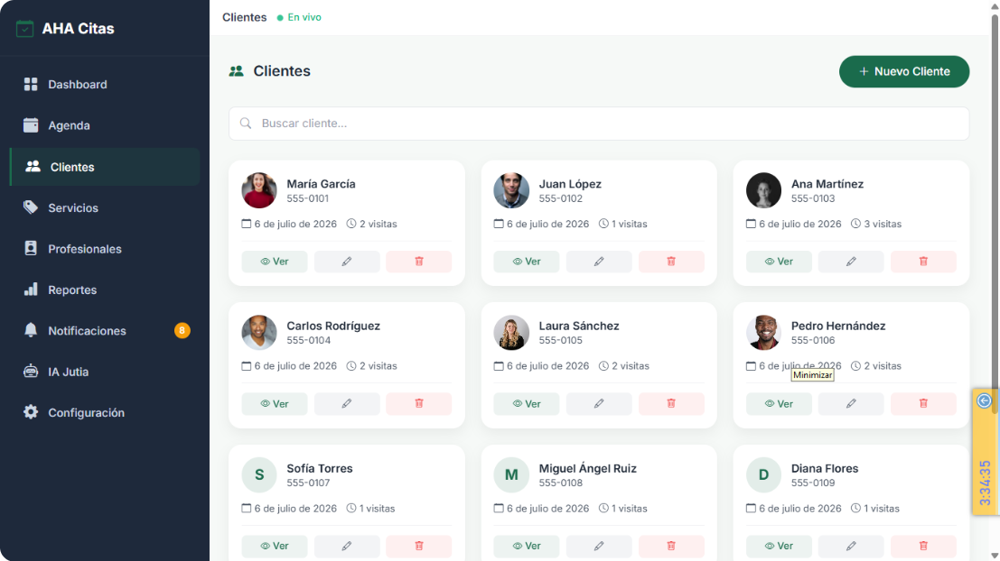 AHA Citas
Dashboard
Agenda
Clientes
Servicios
Profesionales
Reportes
Notificaciones 8
IA Jutia
Configuración
Clientes En vivo
Clientes
+ Nuevo Cliente
Buscar cliente...
María García
555-0101
6 de julio de 2026 2 visitas
Ver
Juan López
555-0102
6 de julio de 2026 1 visitas
Ver
Ana Martínez
555-0103
6 de julio de 2026 3 visitas
Ver
Carlos Rodríguez
555-0104
6 de julio de 2026 2 visitas
Ver
Laura Sánchez
555-0105
6 de julio de 2026 2 visitas
Ver
Pedro Hernández
555-0106
6 de julio de 2026 2 visitas
Minimizar
Ver
Sofía Torres
555-0107
6 de julio de 2026 1 visitas
Ver
Miguel Ángel Ruiz
555-0108
6 de julio de 2026 1 visitas
Ver
Diana Flores
555-0109
6 de julio de 2026 1 visitas
Ver
S
M
D
3:34:35